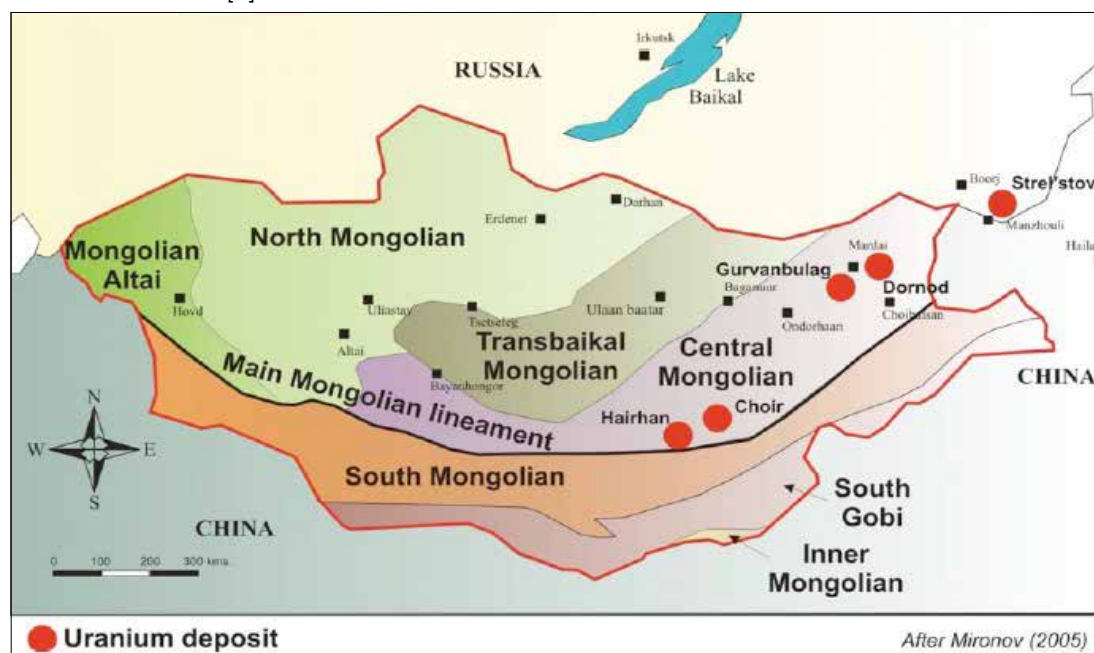 Irkutsk
RUSSIA
Lake
Baikal
Boorj
Strel'stov
Darhan
Erdenet
Manzhouli
North Mongolian
Haila
Mongolian
Altai
Manlai
Gurvanbulag
Dornod
Baganuur
Hovd
Uliastay
Tsetseleg
Ulaan baatar
Choibalsan
Ondorhaan
Altai
Transbaikal
Mongolian
Central
Mongolian
Main Mongolian lineament
Bayanhongor
CHINA
Hairhan
Choir
N
W
E
S
South Mongolian
South
Gobi
CHINA
Inner
Mongolian
0 100 200 300 kms.
Uranium deposit
After Mironov (2005)